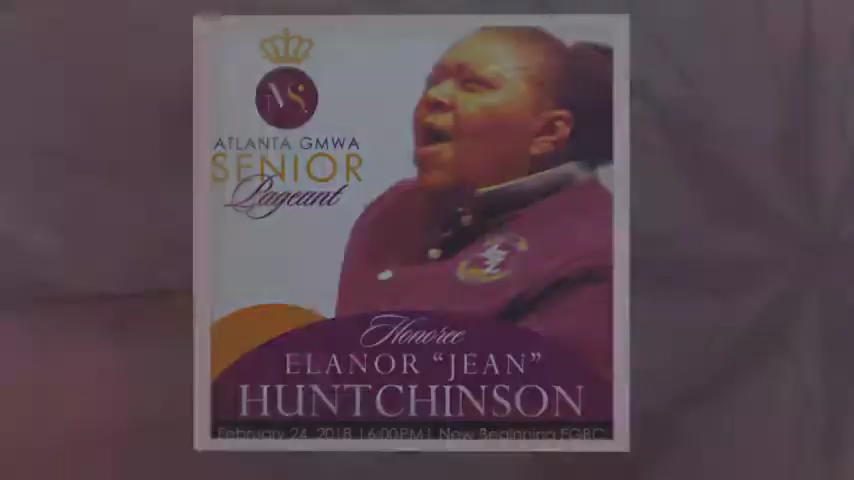 MS.
ATLANTA GMWA
SENIOR
Pageant
Honoree
ELANOR "JEAN"
HUNTCHINSON
February 24, 2018 | 6:00PM | New Beginning FGBC